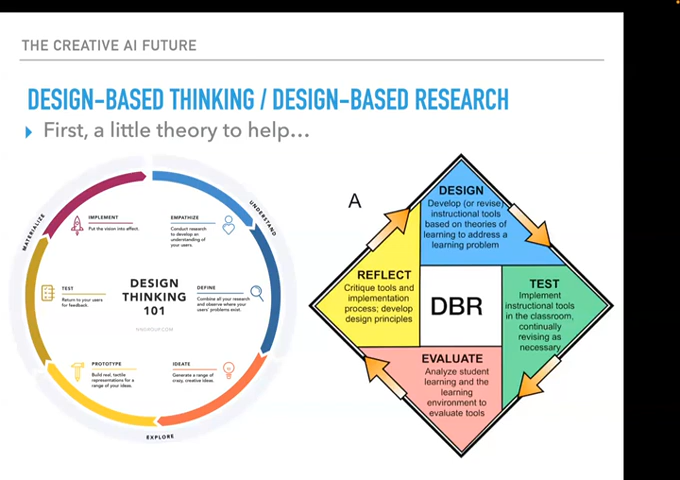 THE CREATIVE AI FUTURE
DESIGN-BASED THINKING / DESIGN-BASED RESEARCH
First, a little theory to help…
MATERIALIZE
UNDERSTAND
EXPLORE
IMPLEMENT
Put the vision into effect.
EMPATHIZE
Conduct research
to develop an
understanding of
your users.
TEST
Return to your users
for feedback.
DESIGN
THINKING
101
NNGROUP.COM
DEFINE
Combine all your research
and observe where your
users' problems exist.
PROTOTYPE
Build real, tactile
representations for a
range of your ideas.
IDEATE
Generate a range of
crazy, creative ideas.
A
DESIGN
Develop (or revise)
instructional tools
based on theories of
learning to address a
learning problem
REFLECT
Critique tools and
implementation
process; develop
design principles
DBR
TEST
Implement
instructional tools
in the classroom,
continually
revising as
necessary
EVALUATE
Analyze student
learning and the
learning
environment to
evaluate tools